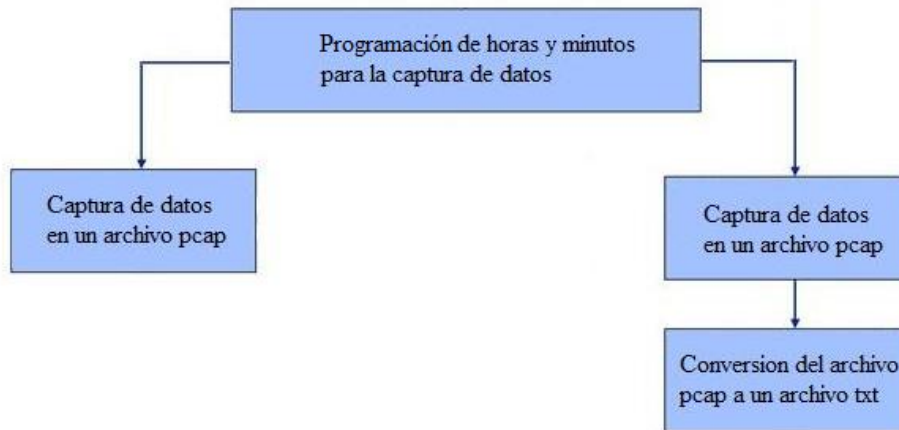 Programación de horas y minutos
para la captura de datos
Captura de datos
en un archivo pcap
Captura de datos
en un archivo pcap
Conversion del archivo
pcap a un archivo txt